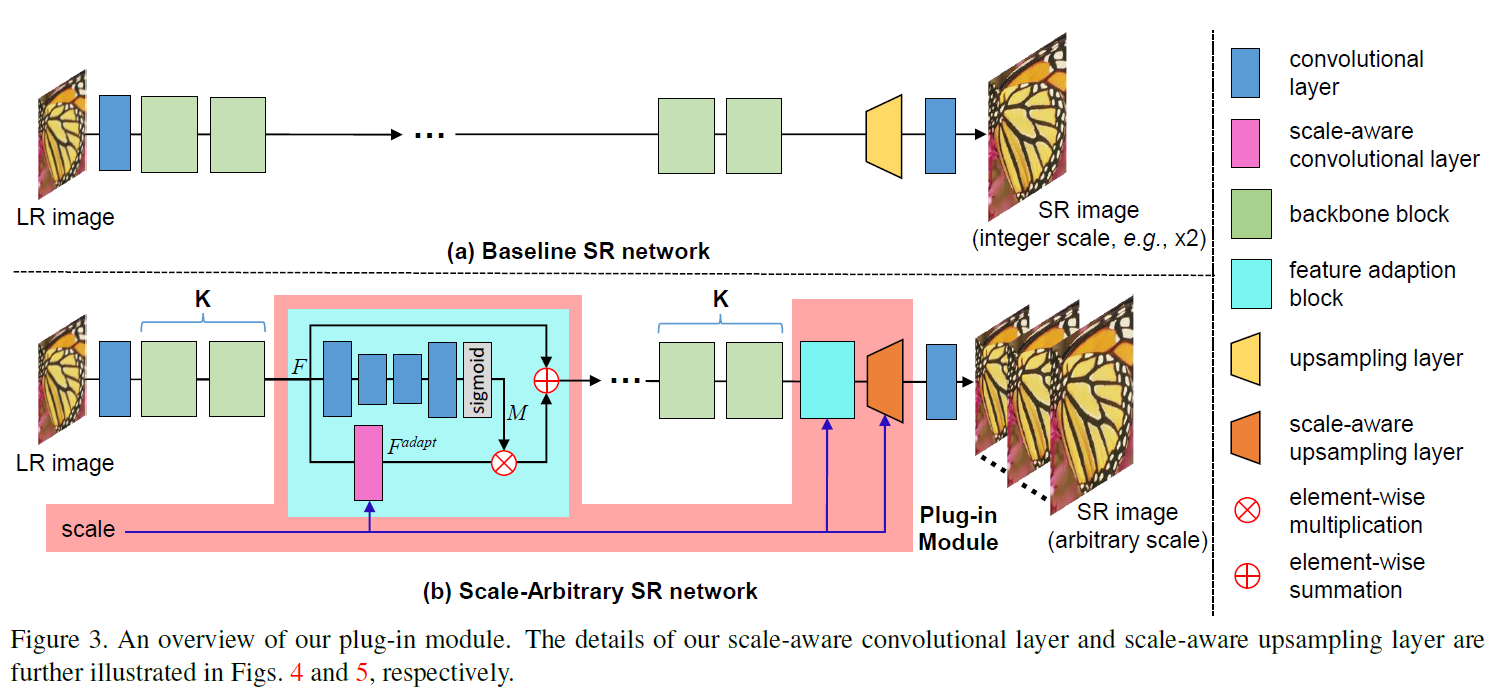 LR image
...
SR image
(integer scale, e.g., x2)
(a) Baseline SR network
K
K
F
sigmoid
M
F^adapt
...
LR image
scale
Plug-in
Module
SR image
(arbitrary scale)
(b) Scale-Arbitrary SR network
convolutional
layer
scale-aware
convolutional layer
backbone block
feature adaption
block
upsampling layer
scale-aware
upsampling layer
element-wise
multiplication
element-wise
summation
Figure 3. An overview of our plug-in module. The details of our scale-aware convolutional layer and scale-aware upsampling layer are
further illustrated in Figs. 4 and 5, respectively.